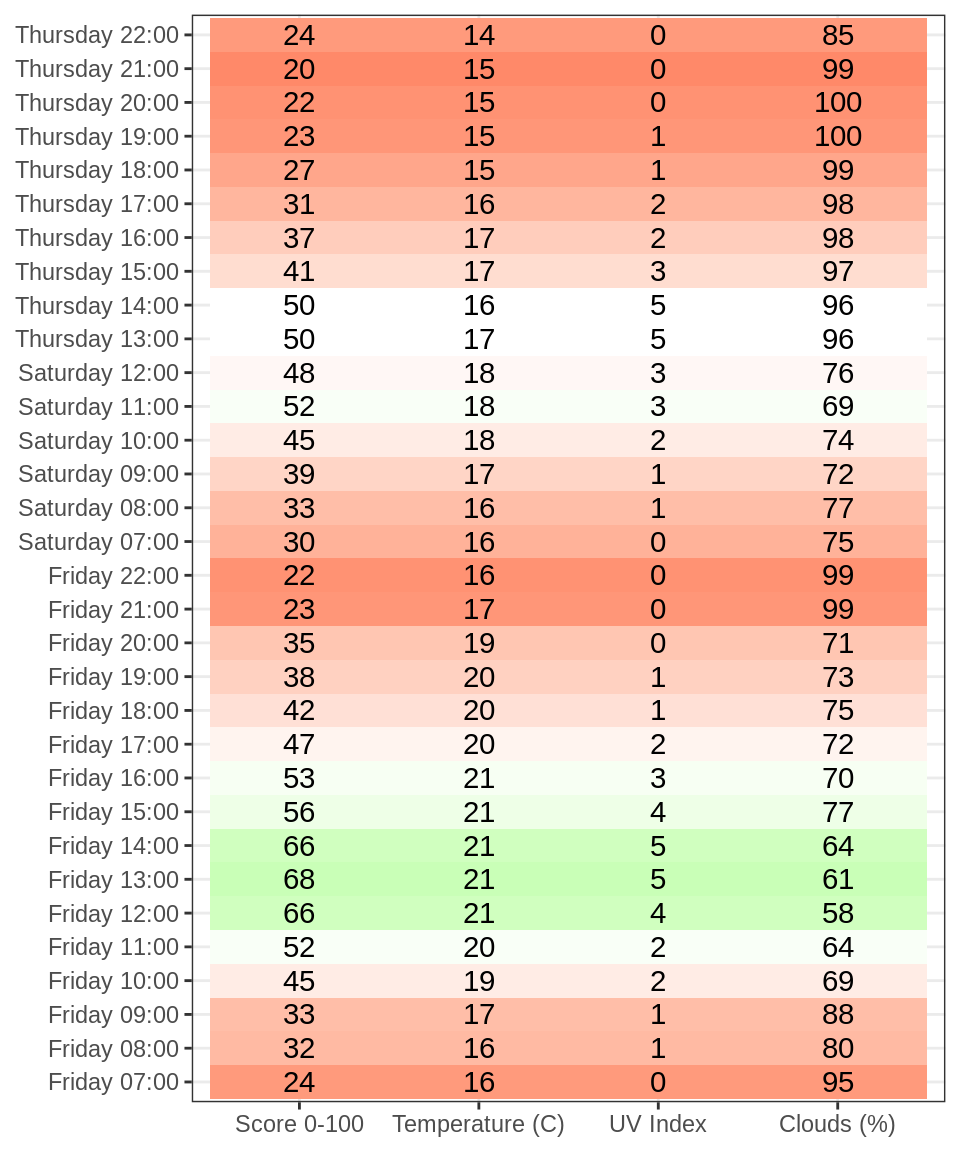 Thursday 22:00 24 14 0 85
Thursday 21:00 20 15 0 99
Thursday 20:00 22 15 0 100
Thursday 19:00 23 15 1 100
Thursday 18:00 27 15 1 99
Thursday 17:00 31 16 2 98
Thursday 16:00 37 17 2 98
Thursday 15:00 41 17 3 97
Thursday 14:00 50 16 5 96
Thursday 13:00 50 17 5 96
Saturday 12:00 48 18 3 76
Saturday 11:00 52 18 3 69
Saturday 10:00 45 18 2 74
Saturday 09:00 39 17 1 72
Saturday 08:00 33 16 1 77
Saturday 07:00 30 16 0 75
Friday 22:00 22 16 0 99
Friday 21:00 23 17 0 99
Friday 20:00 35 19 0 71
Friday 19:00 38 20 1 73
Friday 18:00 42 20 1 75
Friday 17:00 47 20 2 72
Friday 16:00 53 21 3 70
Friday 15:00 56 21 4 77
Friday 14:00 66 21 5 64
Friday 13:00 68 21 5 61
Friday 12:00 66 21 4 58
Friday 11:00 52 20 2 64
Friday 10:00 45 19 2 69
Friday 09:00 33 17 1 88
Friday 08:00 32 16 1 80
Friday 07:00 24 16 0 95
Score 0-100 Temperature (C) UV Index Clouds (%)